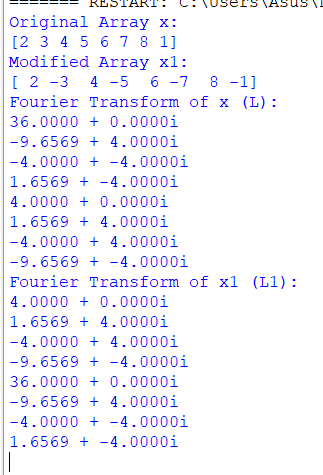 ======= RESTART: C:\Users\Asus\
Original Array x:
[2 3 4 5 6 7 8 1]
Modified Array x1:
[ 2 -3  4 -5  6 -7  8 -1]
Fourier Transform of x (L):
36.0000 + 0.0000i
-9.6569 + 4.0000i
-4.0000 + -4.0000i
1.6569 + -4.0000i
4.0000 + 0.0000i
1.6569 + 4.0000i
-4.0000 + 4.0000i
-9.6569 + -4.0000i
Fourier Transform of x1 (L1):
4.0000 + 0.0000i
1.6569 + 4.0000i
-4.0000 + 4.0000i
-9.6569 + -4.0000i
36.0000 + 0.0000i
-9.6569 + 4.0000i
-4.0000 + -4.0000i
1.6569 + -4.0000i